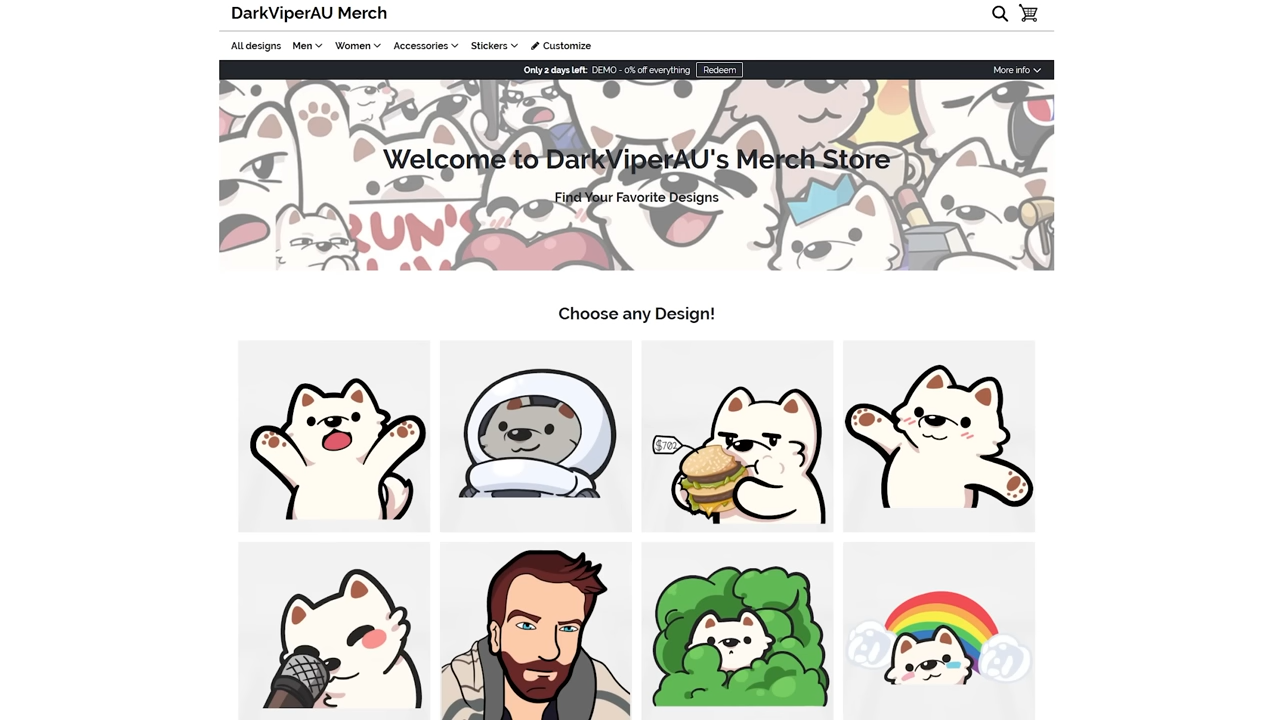 DarkViperAU Merch
All designs Men Women Accessories Stickers Customize
Only 2 days left: DEMO - 0% off everything Redeem More info
Welcome to DarkViperAU's Merch Store
Find Your Favorite Designs
RUN'S
Choose any Design!
$702